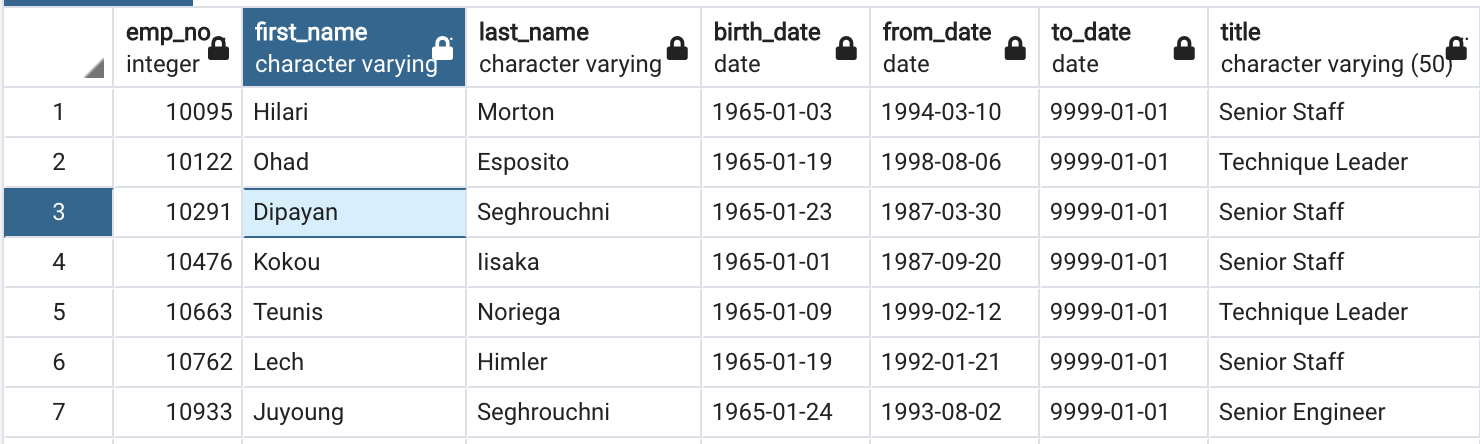 emp_no first_name last_name birth_date from_date to_date title
integer character varying character varying date date date character varying (50)
1 10095 Hilari Morton 1965-01-03 1994-03-10 9999-01-01 Senior Staff
2 10122 Ohad Esposito 1965-01-19 1998-08-06 9999-01-01 Technique Leader
3 10291 Dipayan Seghrouchni 1965-01-23 1987-03-30 9999-01-01 Senior Staff
4 10476 Kokou Iisaka 1965-01-01 1987-09-20 9999-01-01 Senior Staff
5 10663 Teunis Noriega 1965-01-09 1999-02-12 9999-01-01 Technique Leader
6 10762 Lech Himler 1965-01-19 1992-01-21 9999-01-01 Senior Staff
7 10933 Juyoung Seghrouchni 1965-01-24 1993-08-02 9999-01-01 Senior Engineer